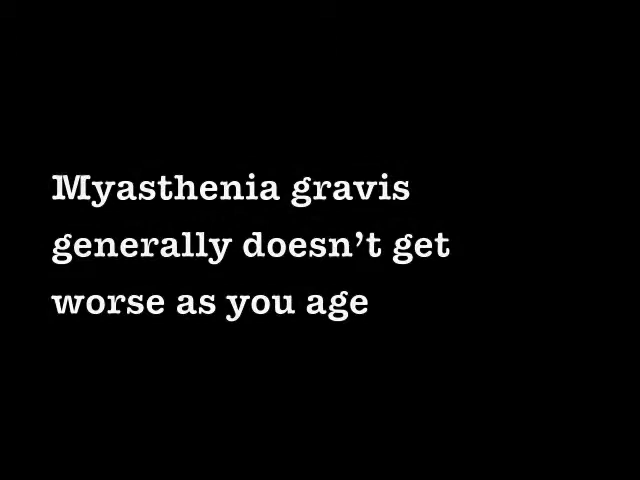 Myasthenia gravis
generally doesn’t get
worse as you age